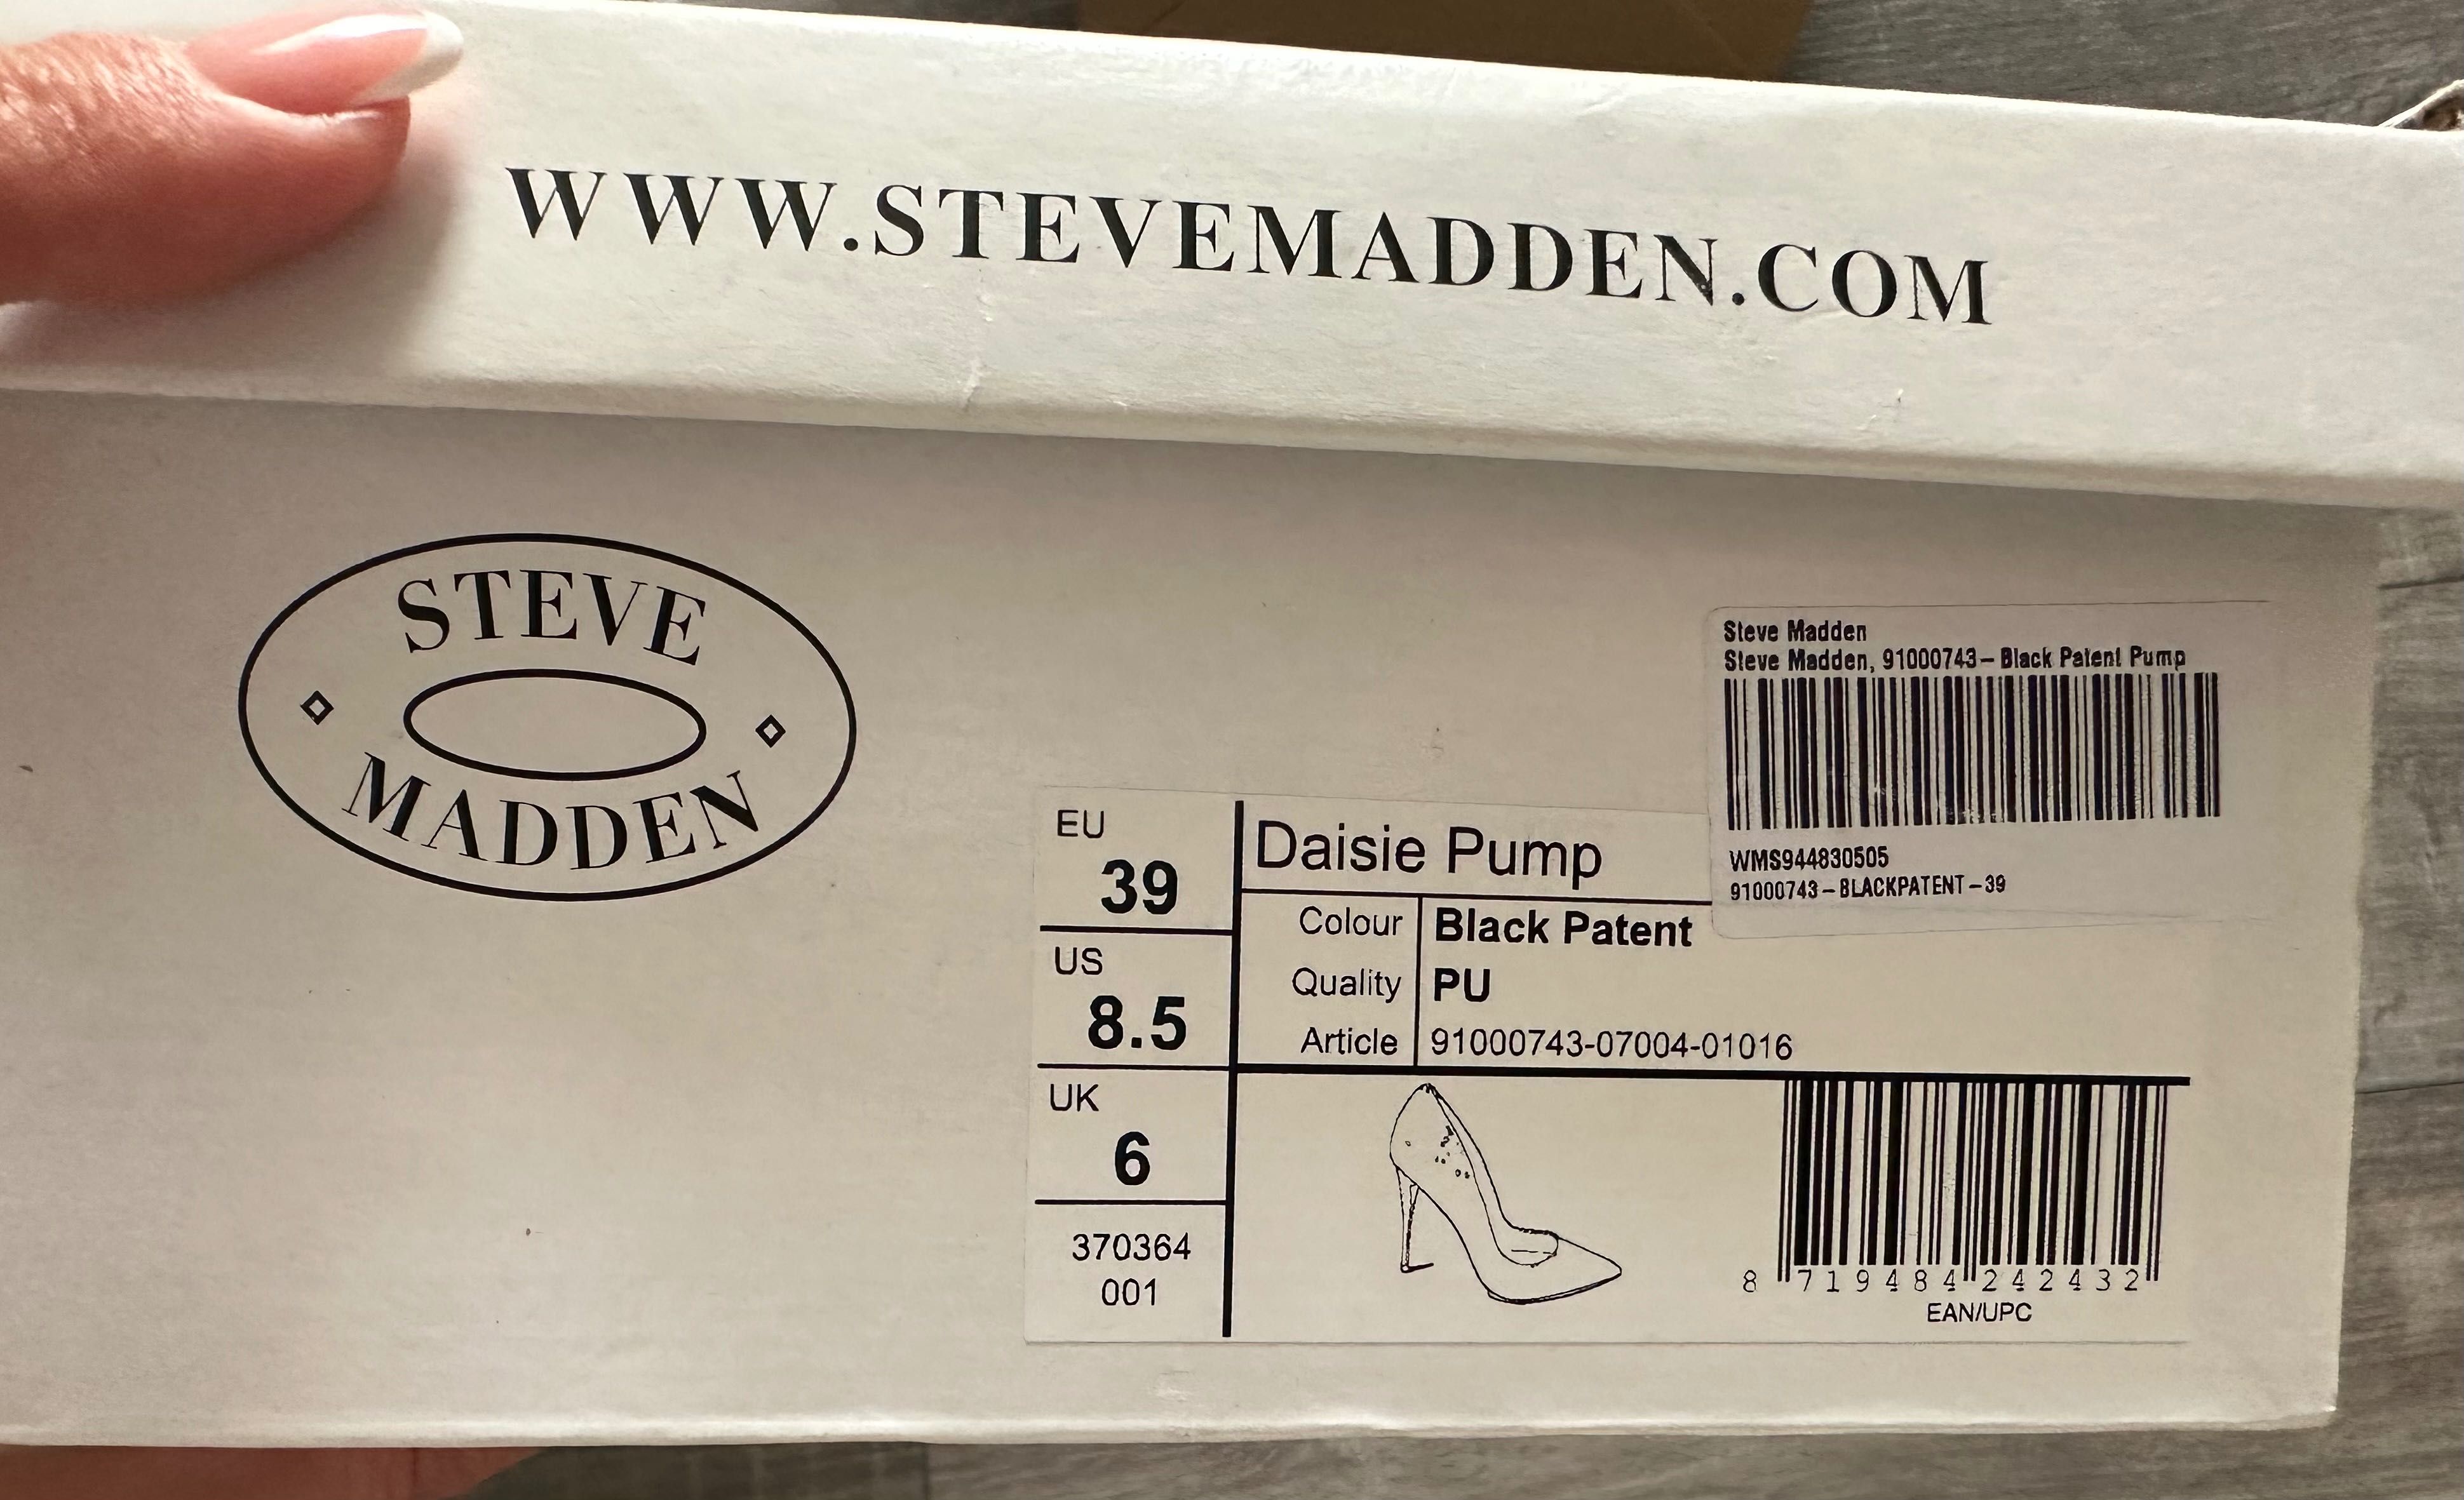 WWW.STEVEMADDEN.COM
STEVE
MADDEN
Steve Madden
Steve Madden, 91000743-Black Patent Pump
WMS944830505
91000743-BLACKPATENT-39
EU
39
US
8.5
UK
6
370364
001
Daisie Pump
Colour Black Patent
Quality PU
Article 91000743-07004-01016
8 719484 242432
EAN/UPC